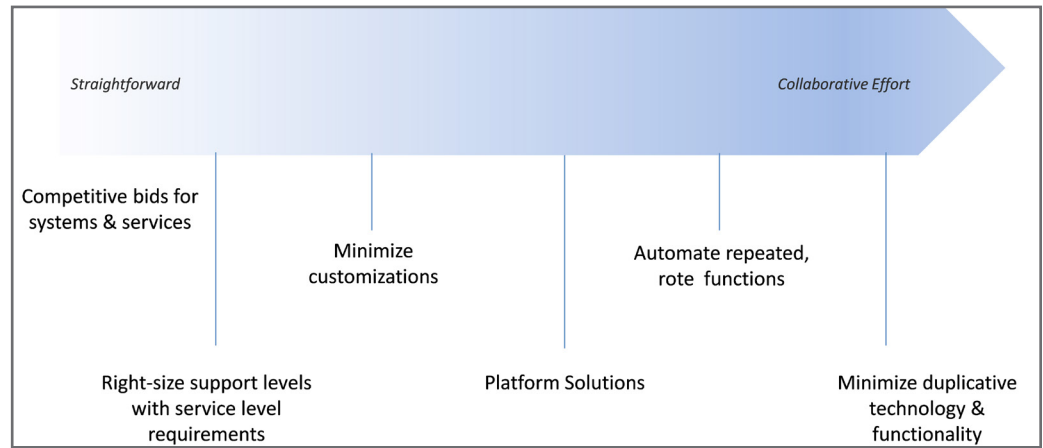 Straightforward
Collaborative Effort
Competitive bids for
systems & services
Minimize
customizations
Automate repeated,
rote functions
Right-size support levels
with service level
requirements
Platform Solutions
Minimize duplicative
technology &
functionality